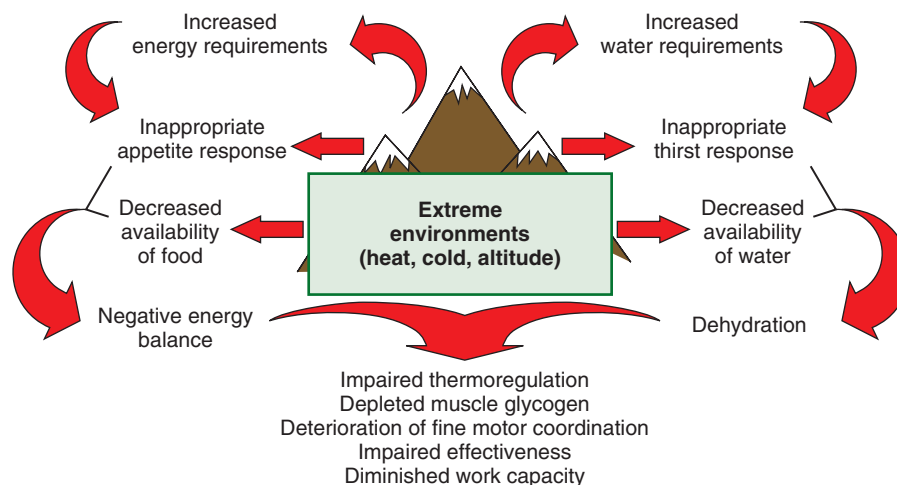 Increased
energy requirements
Increased
water requirements
Inappropriate
appetite response
Inappropriate
thirst response
Decreased
availability
of food
Extreme
environments
(heat, cold, altitude)
Decreased
availability
of water
Negative energy
balance
Dehydration
Impaired thermoregulation
Depleted muscle glycogen
Deterioration of fine motor coordination
Impaired effectiveness
Diminished work capacity